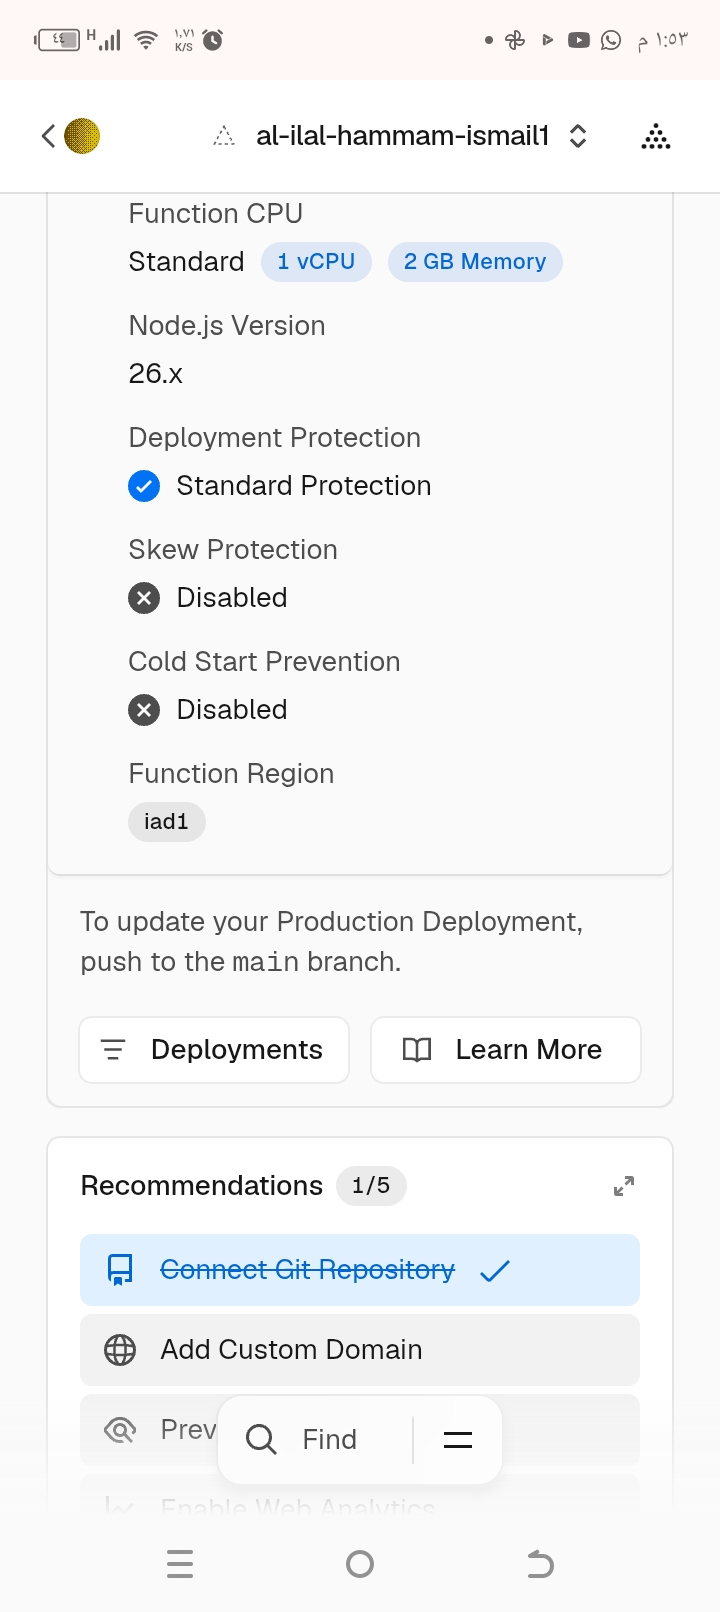 ٤٤
H
١,٧١
K/S
١:٥٣ م
al-ilal-hammam-ismail1
Function CPU
Standard 1 vCPU 2 GB Memory
Node.js Version
26.x
Deployment Protection
Standard Protection
Skew Protection
Disabled
Cold Start Prevention
Disabled
Function Region
iad1
To update your Production Deployment,
push to the main branch.
Deployments Learn More
Recommendations 1/5
Connect Git Repository
Add Custom Domain
Prev
Find
Enable Web Analytics